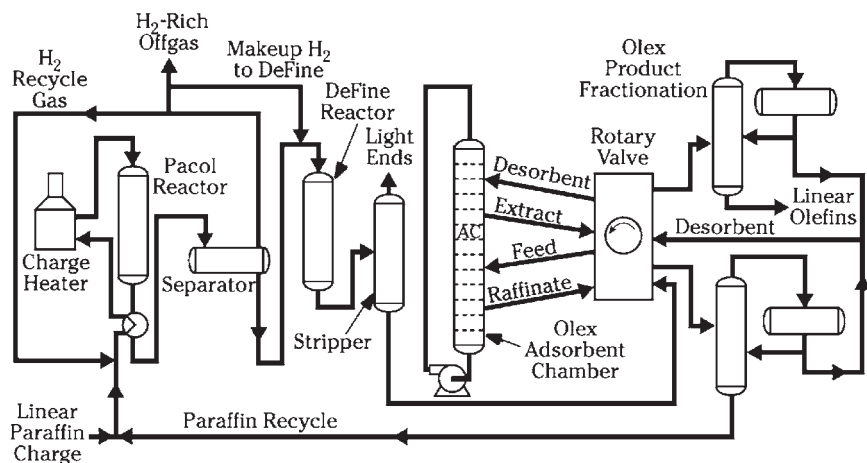 H2-Rich
Offgas
H2
Recycle
Gas
Makeup H2
to DeFine
DeFine
Reactor
Light
Ends
Pacol
Reactor
Charge
Heater
Separator
Stripper
Desorbent
Extract
AC
Feed
Raffinate
Olex
Adsorbent
Chamber
Rotary
Valve
Olex
Product
Fractionation
Linear
Olefins
Desorbent
Linear
Paraffin
Charge
Paraffin Recycle